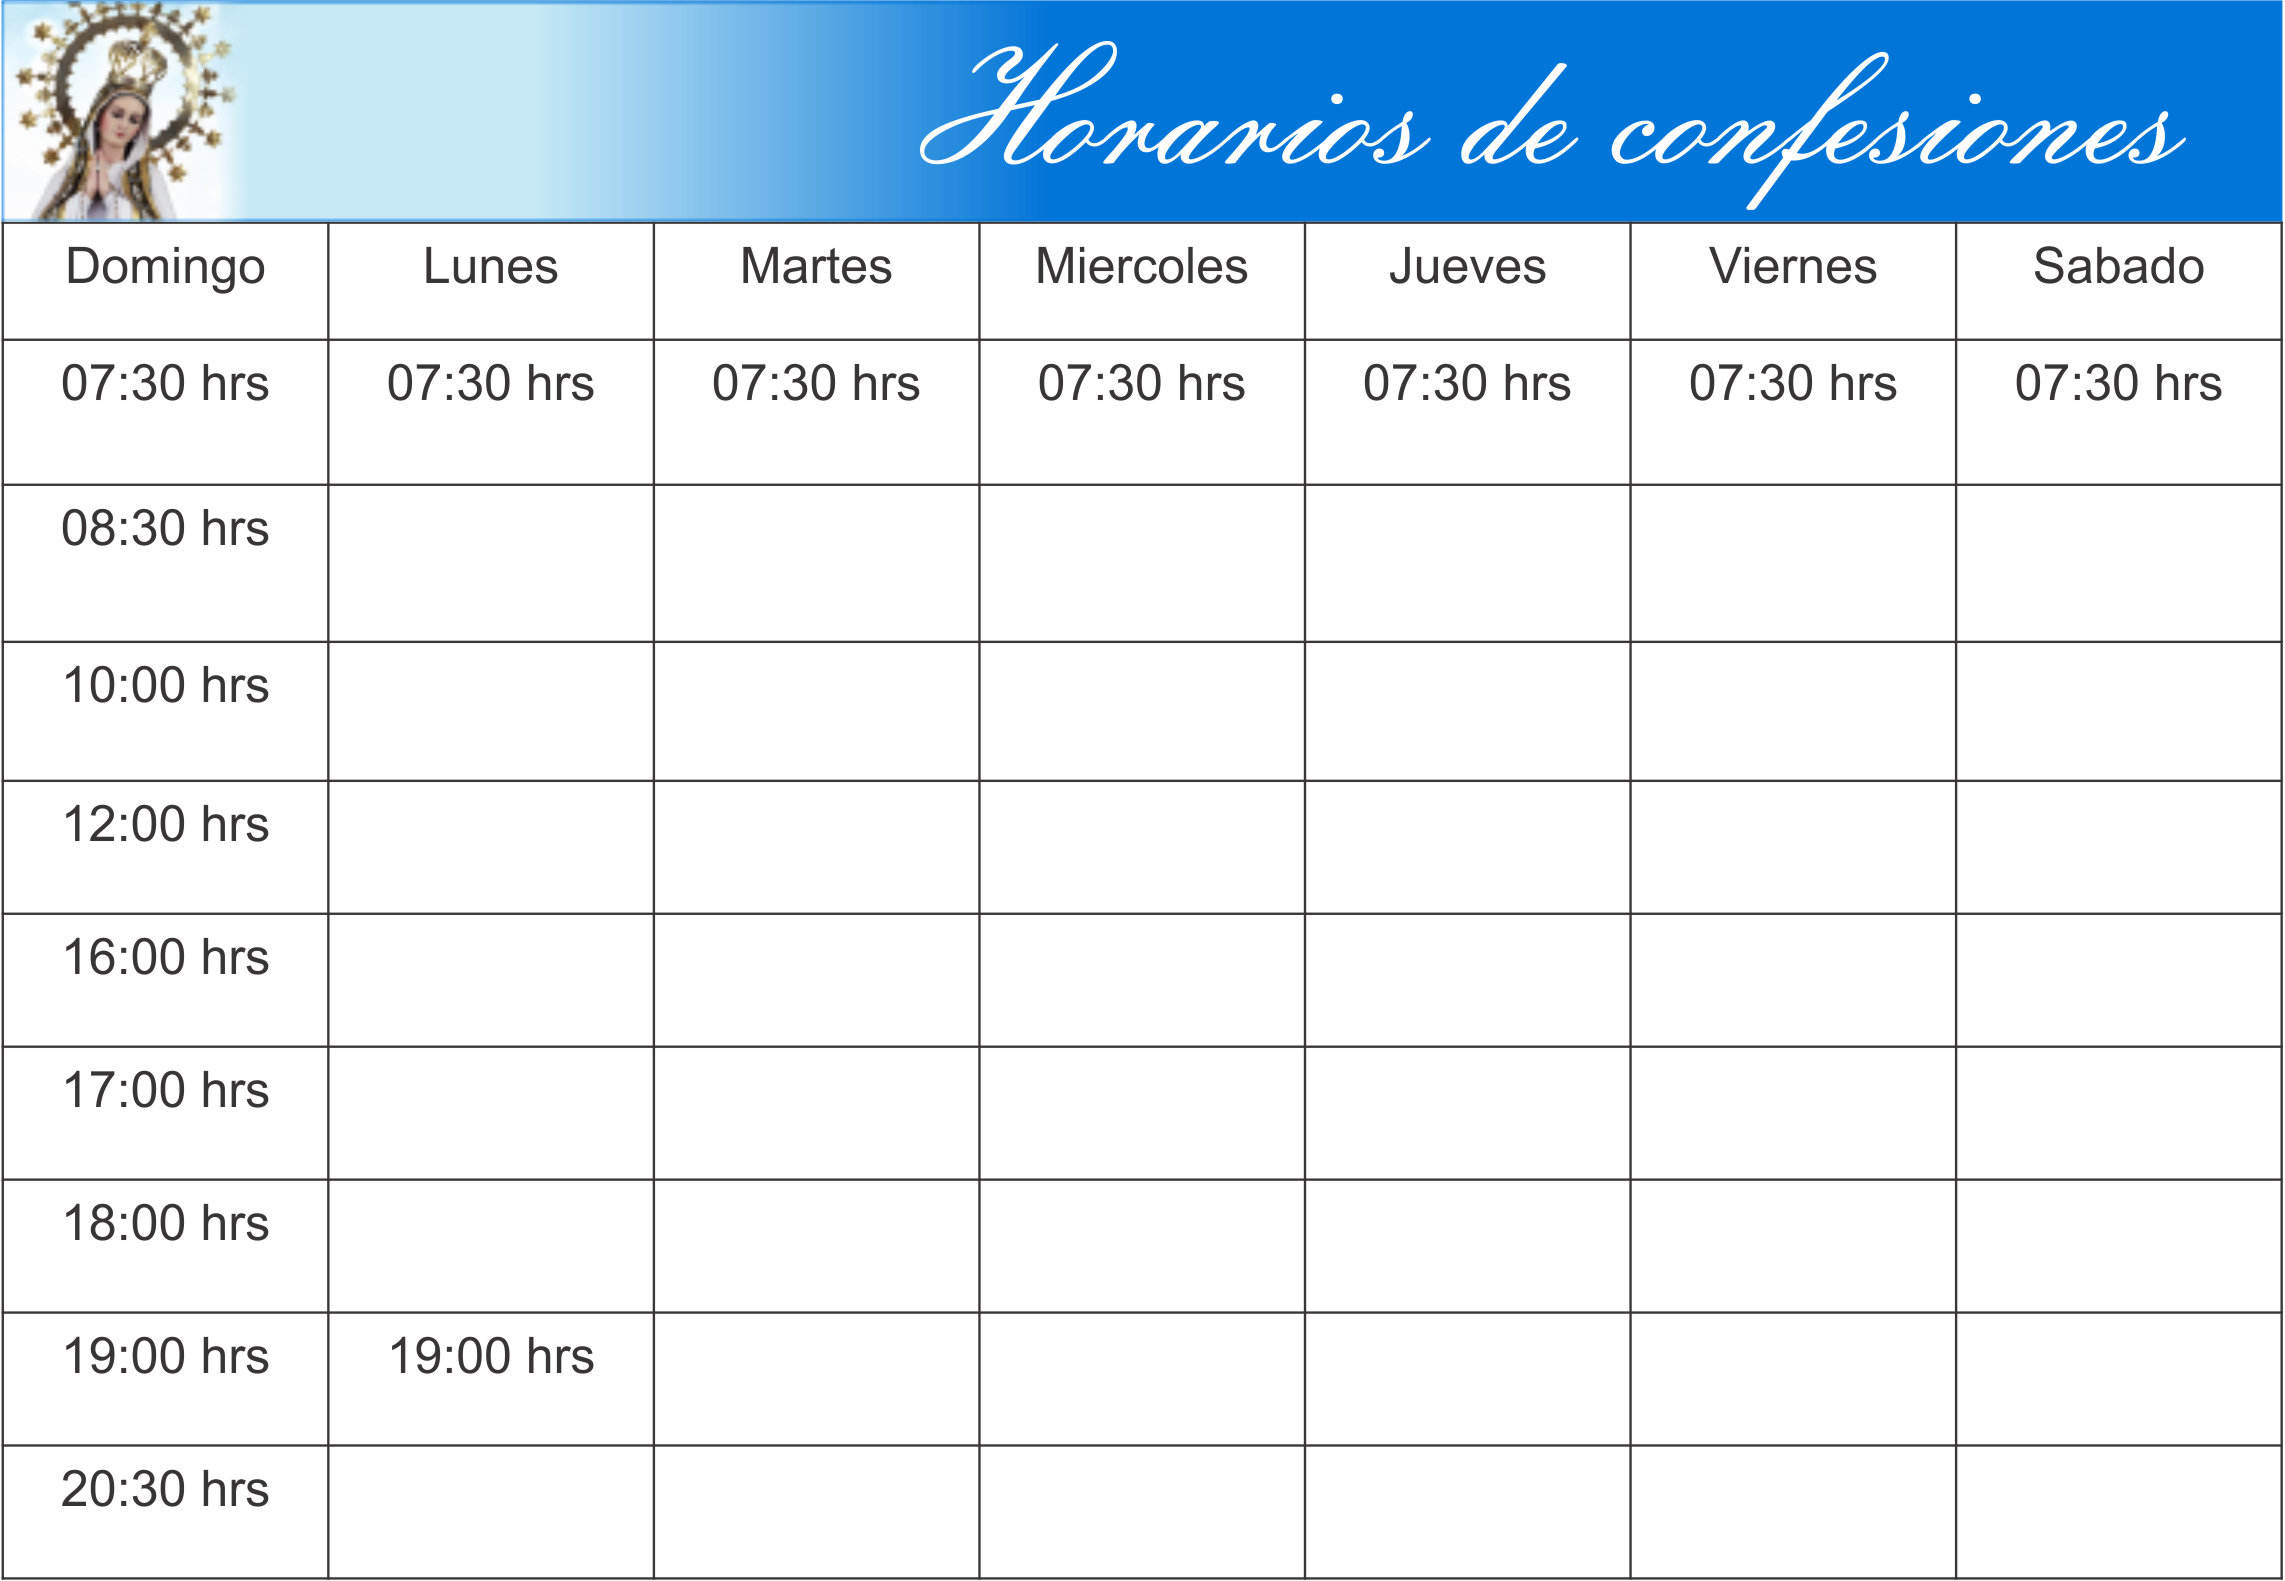 Horarios de confesiones
Domingo Lunes Martes Miercoles Jueves Viernes Sabado
07:30 hrs 07:30 hrs 07:30 hrs 07:30 hrs 07:30 hrs 07:30 hrs 07:30 hrs
08:30 hrs
10:00 hrs
12:00 hrs
16:00 hrs
17:00 hrs
18:00 hrs
19:00 hrs 19:00 hrs
20:30 hrs